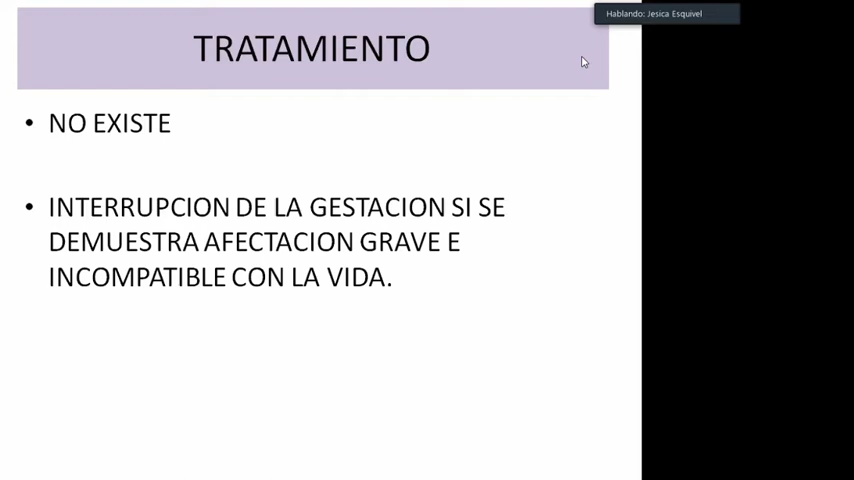 Hablando: Jesica Esquivel
TRATAMIENTO
• NO EXISTE
• INTERRUPCION DE LA GESTACION SI SE
DEMUESTRA AFECTACION GRAVE E
INCOMPATIBLE CON LA VIDA.